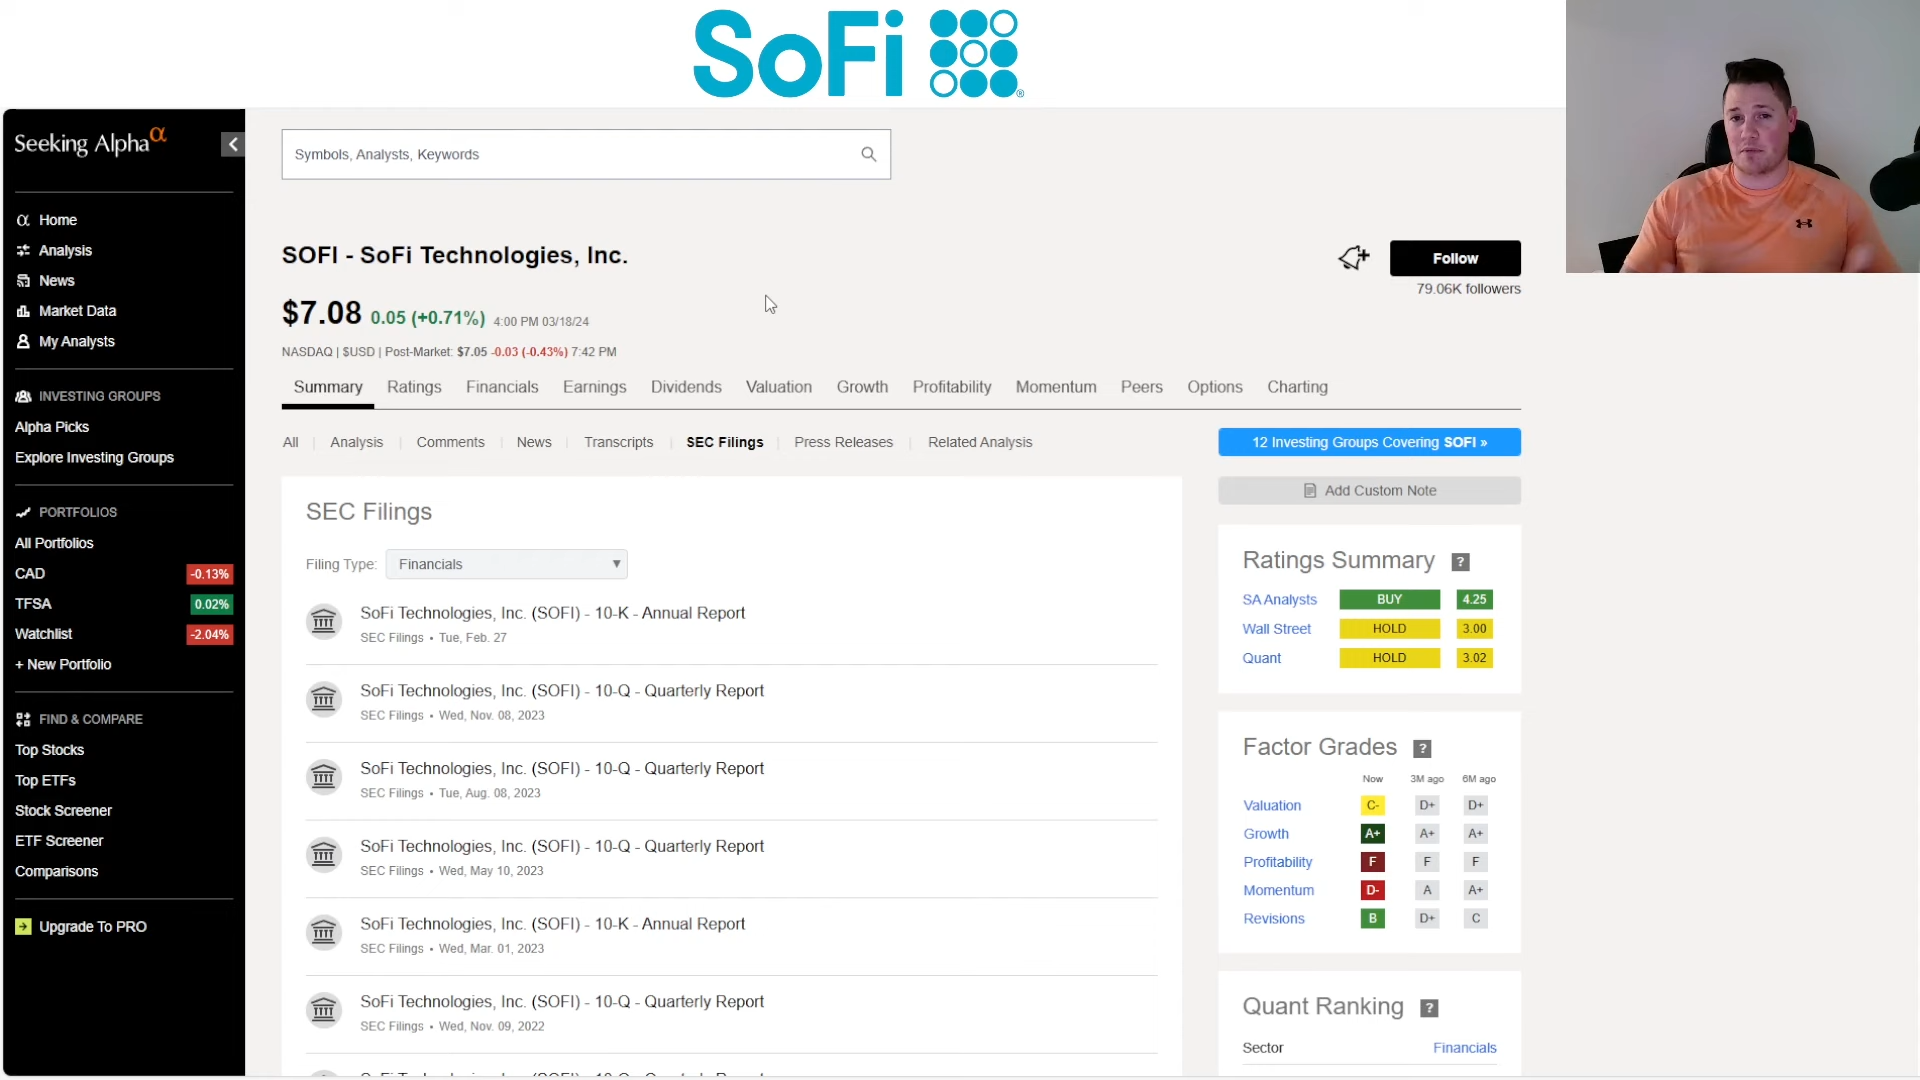 SoFi
Seeking Alpha α
Symbols, Analysts, Keywords
Home
Analysis
News
Market Data
My Analysts
INVESTING GROUPS
Alpha Picks
Explore Investing Groups
PORTFOLIOS
All Portfolios
CAD -0.13%
TFSA 0.02%
Watchlist -2.04%
+ New Portfolio
FIND & COMPARE
Top Stocks
Top ETFs
Stock Screener
ETF Screener
Comparisons
Upgrade To PRO
SOFI - SoFi Technologies, Inc.
$7.08 0.05 (+0.71%) 4:00 PM 03/18/24
NASDAQ | $USD | Post-Market: $7.05 -0.03 (-0.43%) 7:42 PM
Follow
79.06K followers
Summary Ratings Financials Earnings Dividends Valuation Growth Profitability Momentum Peers Options Charting
All | Analysis | Comments | News | Transcripts | SEC Filings | Press Releases | Related Analysis
SEC Filings
Filing Type: Financials
SoFi Technologies, Inc. (SOFI) - 10-K - Annual Report
SEC Filings • Tue, Feb. 27
SoFi Technologies, Inc. (SOFI) - 10-Q - Quarterly Report
SEC Filings • Wed, Nov. 08, 2023
SoFi Technologies, Inc. (SOFI) - 10-Q - Quarterly Report
SEC Filings • Tue, Aug. 08, 2023
SoFi Technologies, Inc. (SOFI) - 10-Q - Quarterly Report
SEC Filings • Wed, May 10, 2023
SoFi Technologies, Inc. (SOFI) - 10-K - Annual Report
SEC Filings • Wed, Mar. 01, 2023
SoFi Technologies, Inc. (SOFI) - 10-Q - Quarterly Report
SEC Filings • Wed, Nov. 09, 2022
12 Investing Groups Covering SOFI »
Add Custom Note
Ratings Summary ?
SA Analysts BUY 4.25
Wall Street HOLD 3.00
Quant HOLD 3.02
Factor Grades ?
Now 3M ago 6M ago
Valuation C- D+ D+
Growth A+ A+ A+
Profitability F F F
Momentum D- A A+
Revisions B D+ C
Quant Ranking ?
Sector Financials